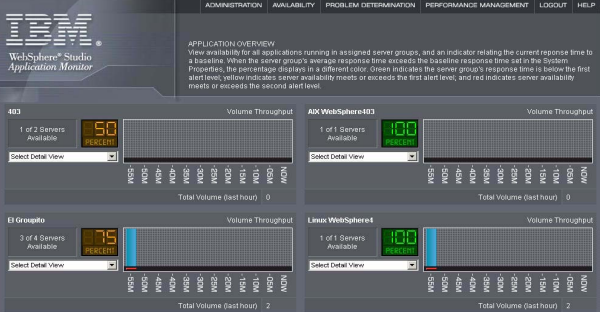 ADMINISTRATION AVAILABILITY PROBLEM DETERMINATION PERFORMANCE MANAGEMENT LOGOUT HELP
IBM®
WebSphere® Studio
Application Monitor
APPLICATION OVERVIEW
View availability for all applications running in assigned server groups, and an indicator relating the current reponse time to
a baseline. When the server group's average response time exceeds the baseline response time set in the System
Properties, the percentage displays in a different color. Green indicates the server group's response time is below the first
alert level; yellow indicates server availability meets or exceeds the first alert level; and red indicates server availability
meets or exceeds the second alert level.
403 Volume Throughput
1 of 2 Servers
Available
50
PERCENT
Select Detail View
-55M -50M -45M -40M -35M -30M -25M -20M -15M -10M -05M NOW
Total Volume (last hour) 0
AIX WebSphere403 Volume Throughput
1 of 1 Servers
Available
100
PERCENT
Select Detail View
-55M -50M -45M -40M -35M -30M -25M -20M -15M -10M -05M NOW
Total Volume (last hour) 0
El Groupito Volume Throughput
3 of 4 Servers
Available
75
PERCENT
Select Detail View
-55M -50M -45M -40M -35M -30M -25M -20M -15M -10M -05M NOW
Total Volume (last hour) 2
Linux WebSphere4 Volume Throughput
1 of 1 Servers
Available
100
PERCENT
Select Detail View
-55M -50M -45M -40M -35M -30M -25M -20M -15M -10M -05M NOW
Total Volume (last hour) 2